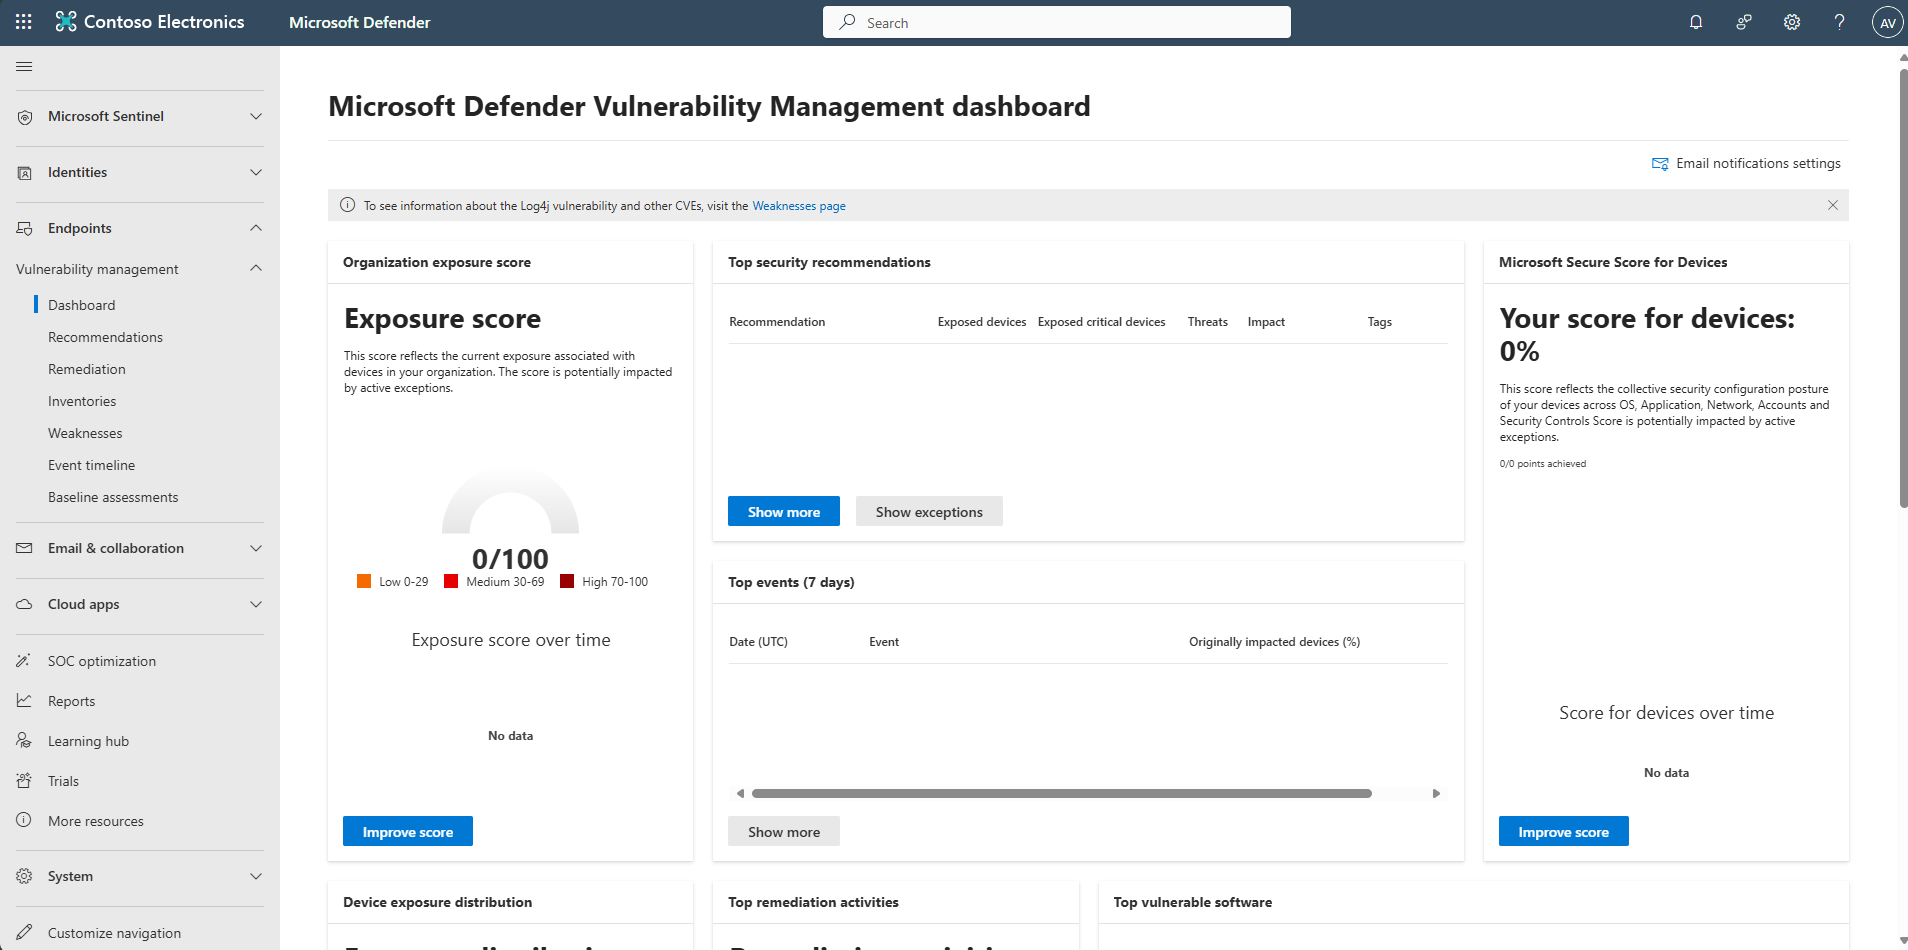 Contoso Electronics
Microsoft Defender
Search
AV
Microsoft Sentinel
Identities
Endpoints
Vulnerability management
Dashboard
Recommendations
Remediation
Inventories
Weaknesses
Event timeline
Baseline assessments
Email & collaboration
Cloud apps
SOC optimization
Reports
Learning hub
Trials
More resources
System
Customize navigation
Microsoft Defender Vulnerability Management dashboard
Email notifications settings
To see information about the Log4j vulnerability and other CVEs, visit the Weaknesses page
Organization exposure score
Exposure score
This score reflects the current exposure associated with
devices in your organization. The score is potentially impacted
by active exceptions.
0/100
Low 0-29 Medium 30-69 High 70-100
Exposure score over time
No data
Improve score
Top security recommendations
Recommendation Exposed devices Exposed critical devices Threats Impact Tags
Show more Show exceptions
Top events (7 days)
Date (UTC) Event Originally impacted devices (%)
Show more
Microsoft Secure Score for Devices
Your score for devices:
0%
This score reflects the collective security configuration posture
of your devices across OS, Application, Network, Accounts and
Security Controls Score is potentially impacted by active
exceptions.
0/0 points achieved
Score for devices over time
No data
Improve score
Device exposure distribution
Top remediation activities
Top vulnerable software